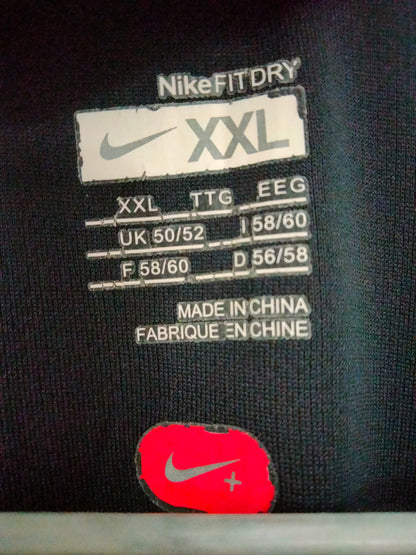 NikeFITDRY
XXL
XXL TTG EEG
UK 50/52 I 58/60
F 58/60 D 56/58
MADE IN CHINA
FABRIQUE EN CHINE
+